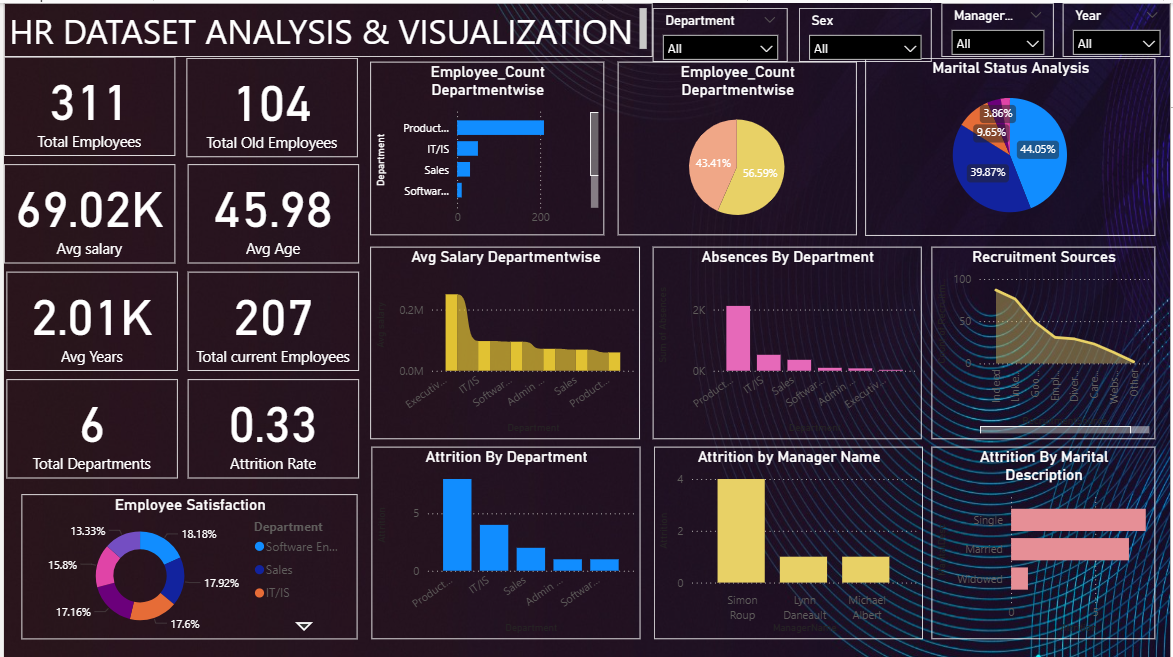 HR DATASET ANALYSIS & VISUALIZATION
Department
All
Sex
All
Manager...
All
Year
All
311
Total Employees
104
Total Old Employees
69.02K
Avg salary
45.98
Avg Age
2.01K
Avg Years
207
Total current Employees
6
Total Departments
0.33
Attrition Rate
Employee_Count
Departmentwise
Department
Product...
IT/IS
Sales
Softwar...
0
200
Employee_Count
Departmentwise
43.41%
56.59%
Marital Status Analysis
3.86%
9.65%
44.05%
39.87%
Avg Salary Departmentwise
0.2M
0.0M
Executiv...
IT/IS
Softwar...
Admin ...
Sales
Product...
Department
Absences By Department
2K
0K
Product...
IT/IS
Sales
Softwar...
Admin ...
Executiv...
Department
Recruitment Sources
100
50
0
Indeed
Linke...
Goo...
Empl...
Diver...
Care...
Webs...
Other
Employee Satisfaction
13.33%
18.18%
15.8%
17.92%
17.16%
17.6%
Department
Software En...
Sales
IT/IS
Attrition By Department
5
0
Product...
IT/IS
Sales
Admin ...
Softwar...
Department
Attrition by Manager Name
Attrition
4
2
0
Simon
Roup
Lynn
Daneault
Michael
Albert
ManagerName
Attrition By Marital
Description
Single
Married
Widowed
0